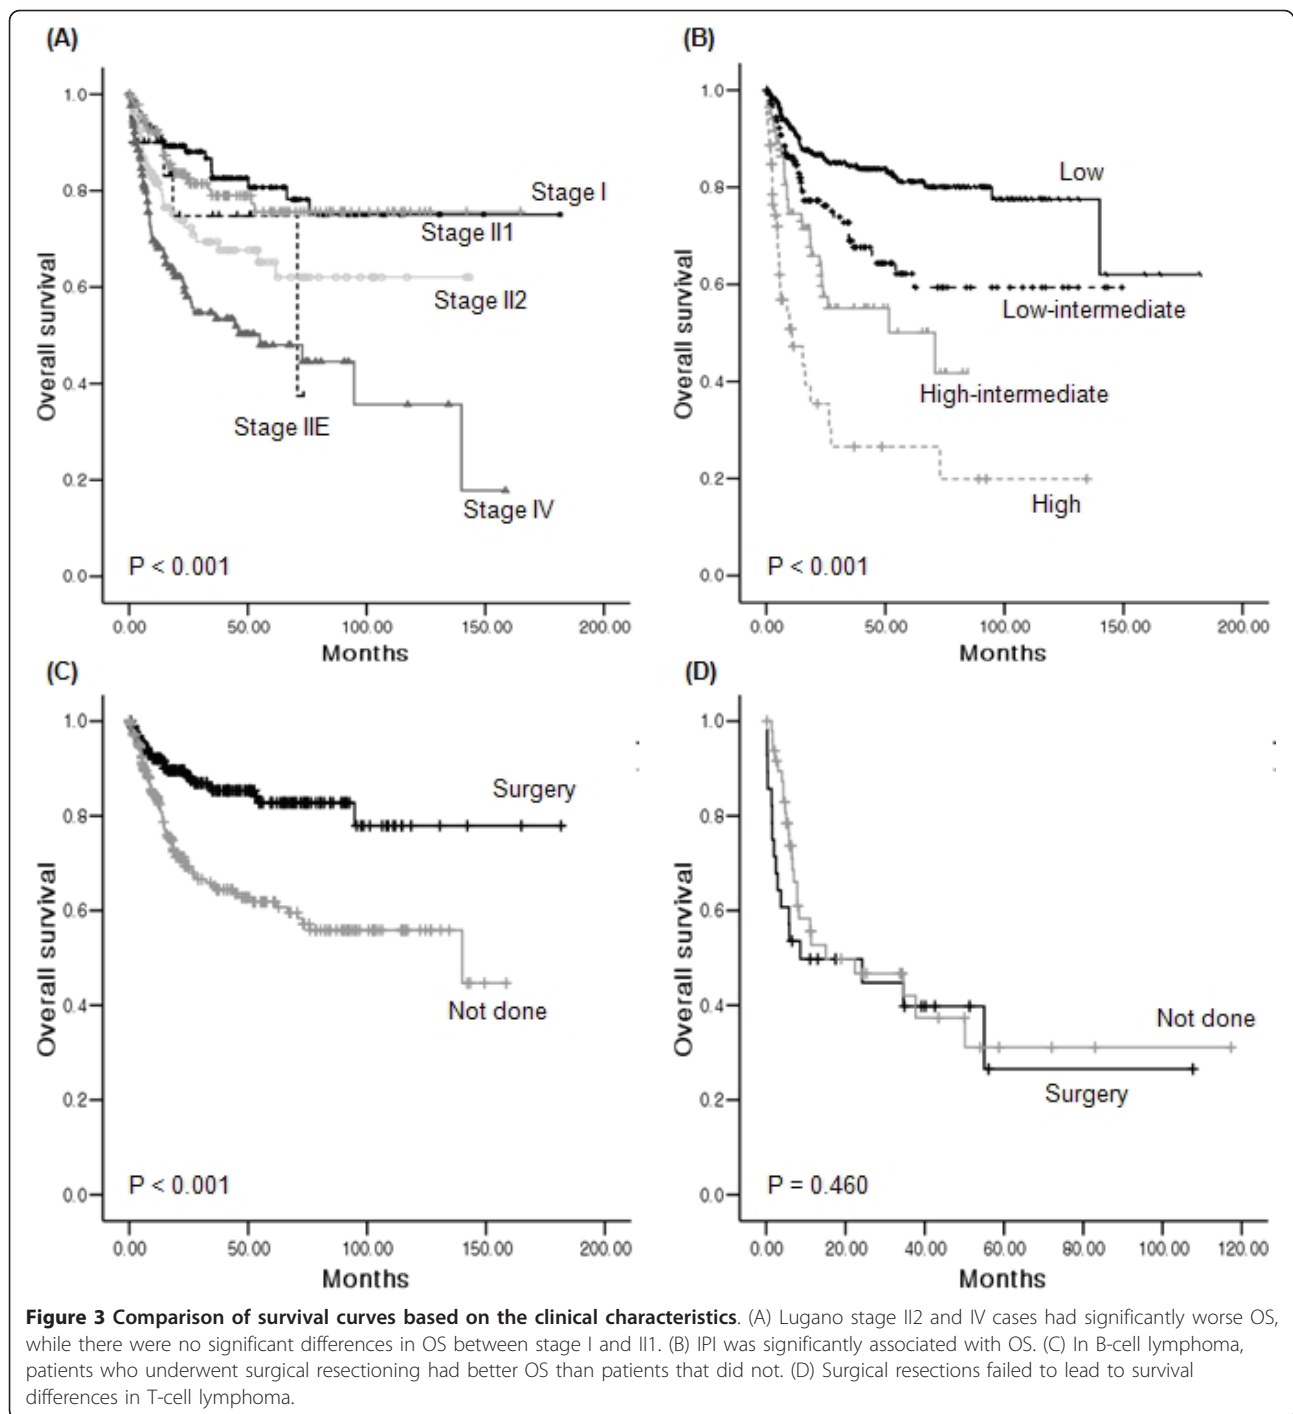 (A)
1.0
0.8
0.6
0.4
0.2
0.0
Overall survival
Stage I
Stage II1
Stage II2
Stage IIE
Stage IV
P < 0.001
0.00 50.00 100.00 150.00 200.00
Months
(B)
1.0
0.8
0.6
0.4
0.2
0.0
Overall survival
Low
Low-intermediate
High-intermediate
High
P < 0.001
0.00 50.00 100.00 150.00 200.00
Months
(C)
1.0
0.8
0.6
0.4
0.2
0.0
Overall survival
Surgery
Not done
P < 0.001
0.00 50.00 100.00 150.00 200.00
Months
(D)
1.0
0.8
0.6
0.4
0.2
0.0
Overall survival
Not done
Surgery
P = 0.460
0.00 20.00 40.00 60.00 80.00 100.00 120.00
Months
Figure 3 Comparison of survival curves based on the clinical characteristics. (A) Lugano stage II2 and IV cases had significantly worse OS,
while there were no significant differences in OS between stage I and II1. (B) IPI was significantly associated with OS. (C) In B-cell lymphoma,
patients who underwent surgical resectioning had better OS than patients that did not. (D) Surgical resections failed to lead to survival
differences in T-cell lymphoma.